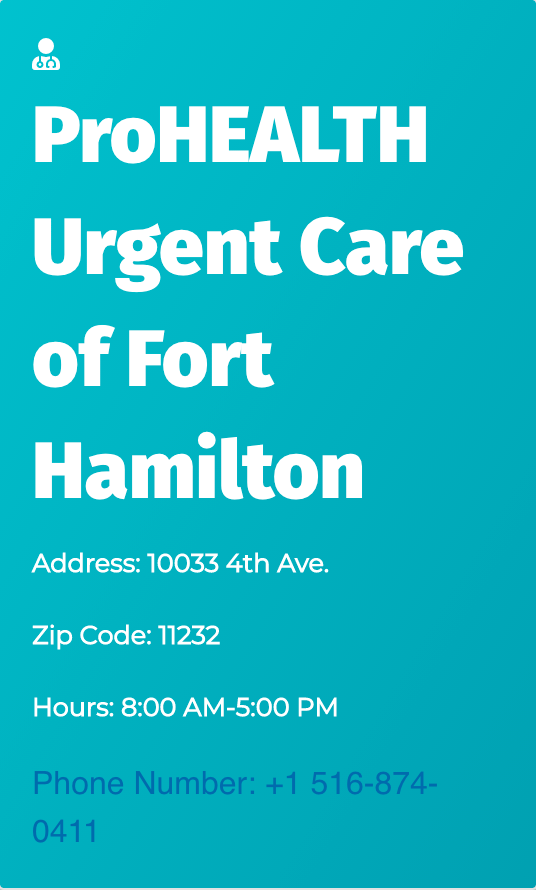 ProHEALTH
Urgent Care
of Fort
Hamilton
Address: 10033 4th Ave.
Zip Code: 11232
Hours: 8:00 AM-5:00 PM
Phone Number: +1 516-874-
0411